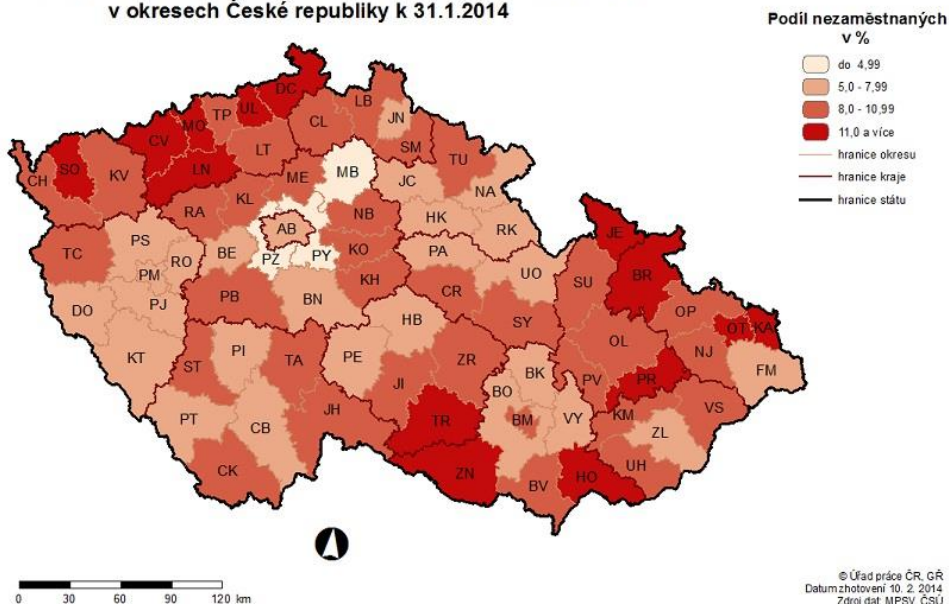 v okresech České republiky k 31.1.2014
Podíl nezaměstnaných
v %
do 4,99
5,0 - 7,99
8,0 - 10,99
11,0 a více
hranice okresu
hranice kraje
hranice státu
DC
UL
TP
MO
CV
LN
LT
CL
LB
JN
SM
TU
CH
SO
KV
ME
MB
JC
NA
RA
KL
AB
NB
HK
RK
TC
PS
RO
BE
PZ
PY
KO
PA
UO
JE
BR
SU
PM
PJ
DO
PB
BN
KH
CR
SY
OP
OT
KA
KT
ST
PI
TA
PE
HB
ZR
OL
NJ
FM
JI
BK
BO
PV
PR
PT
CB
JH
TR
BM
VY
KM
VS
ZL
CK
ZN
BV
HO
UH
0 30 60 90 120 km
© Úřad práce ČR, GŘ
Datum zhotovení 10. 2. 2014
Zdroj dat: MPSV, ČSÚ